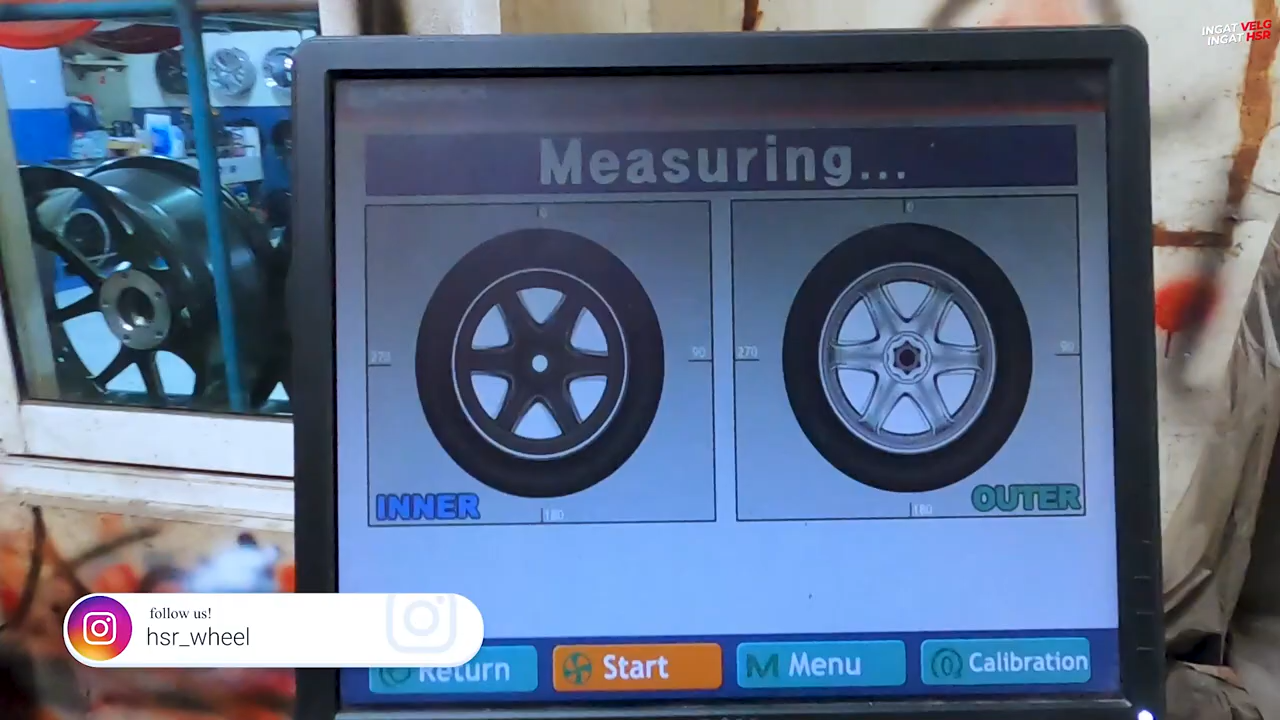 INGAT VELG
INGAT HSR
Measuring...
0
0
270
90
270
90
INNER
180
180
OUTER
follow us!
hsr_wheel
Return
Start
M Menu
Calibration